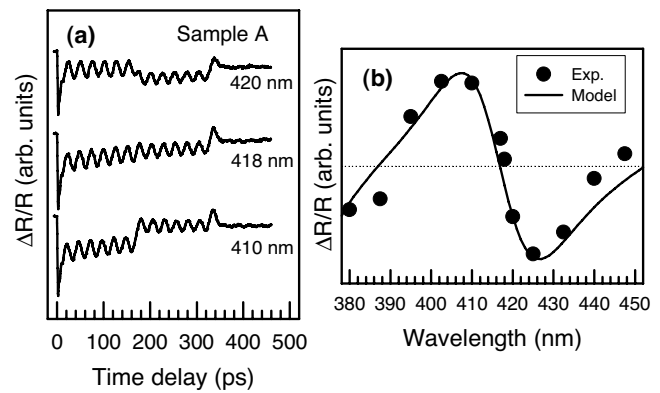 (a)
Sample A
420 nm
418 nm
410 nm
ΔR/R (arb. units)
0 100 200 300 400 500
Time delay (ps)
(b)
Exp.
Model
ΔR/R (arb. units)
380 390 400 410 420 430 440 450
Wavelength (nm)